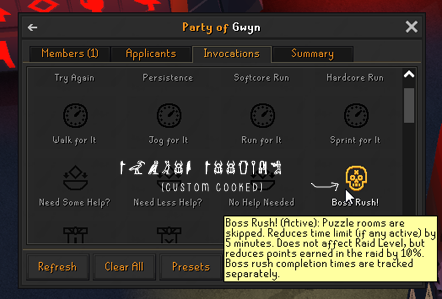 Party of Gwyn
Members (1) Applicants Invocations Summary
Try Again Persistence Softcore Run Hardcore Run
Walk for It Jog for It Run for It Sprint for It
(CUSTOM COOKED)
Need Some Help? Need Less Help? No Help Needed Boss Rush!
Boss Rush! (Active): Puzzle rooms are
skipped. Reduces time limit (if any active) by
5 minutes. Does not affect Raid Level, but
reduces points earned in the raid by 10%.
Boss rush completion times are tracked
separately.
Refresh Clear All Presets